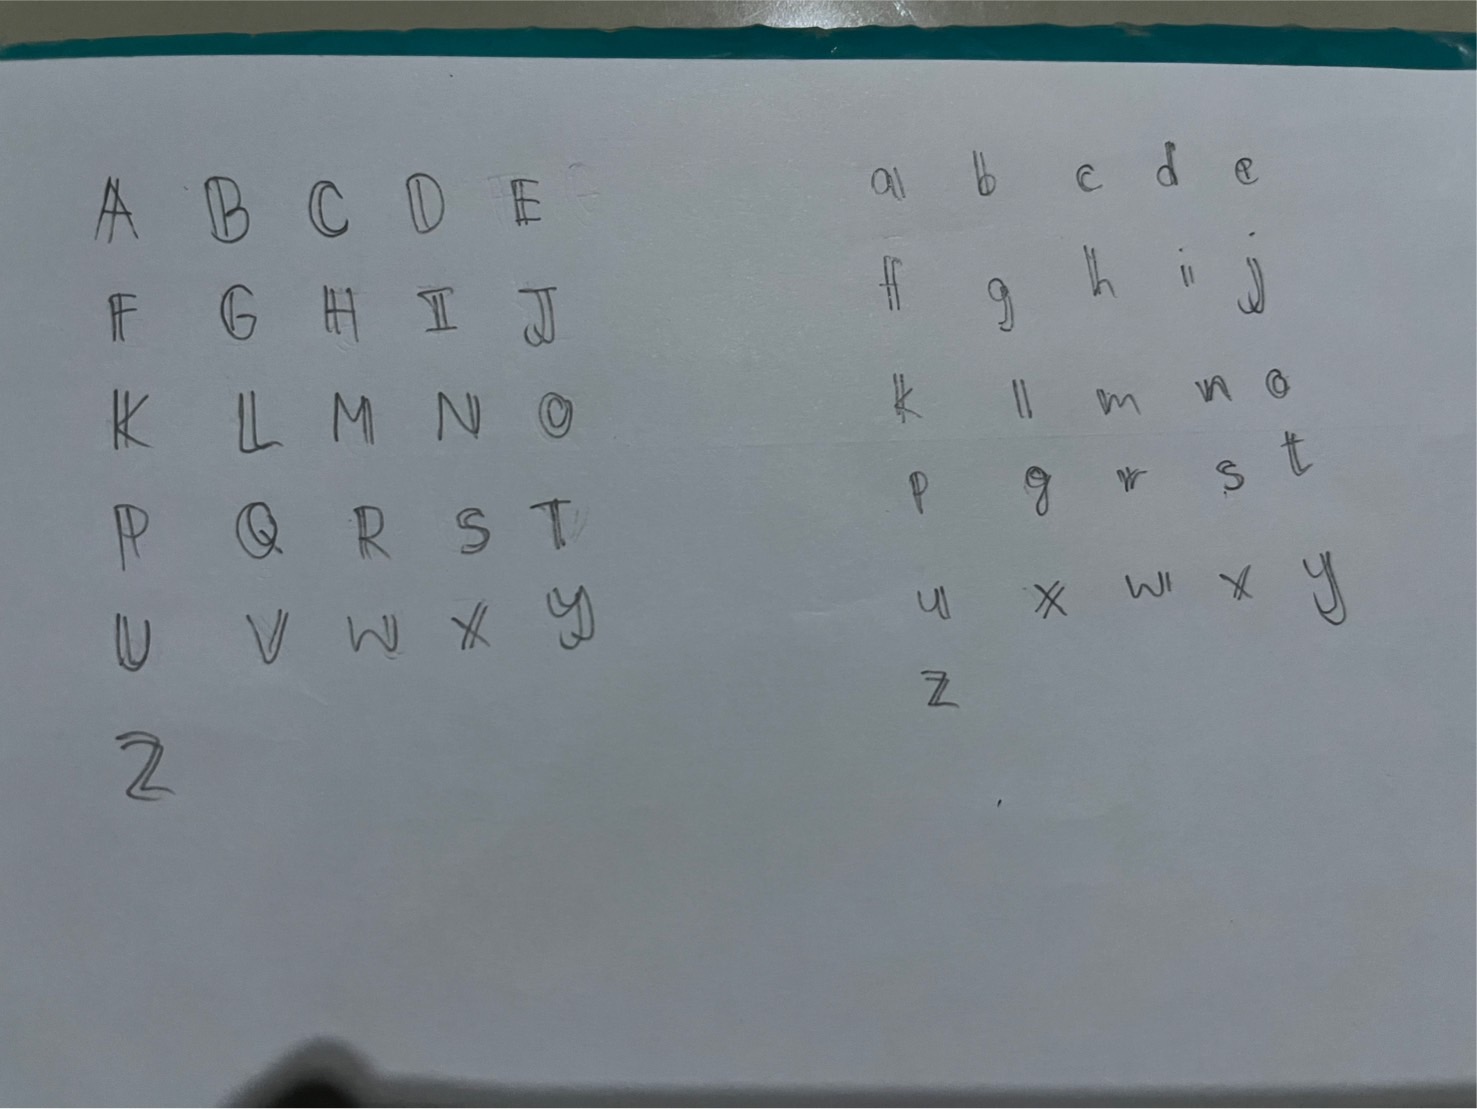 A B C D E
F G H I J
K L M N O
P Q R S T
U V W X Y
Z
a b c d e
f g h i j
k l m n o
p g r s t
u x w x y
z